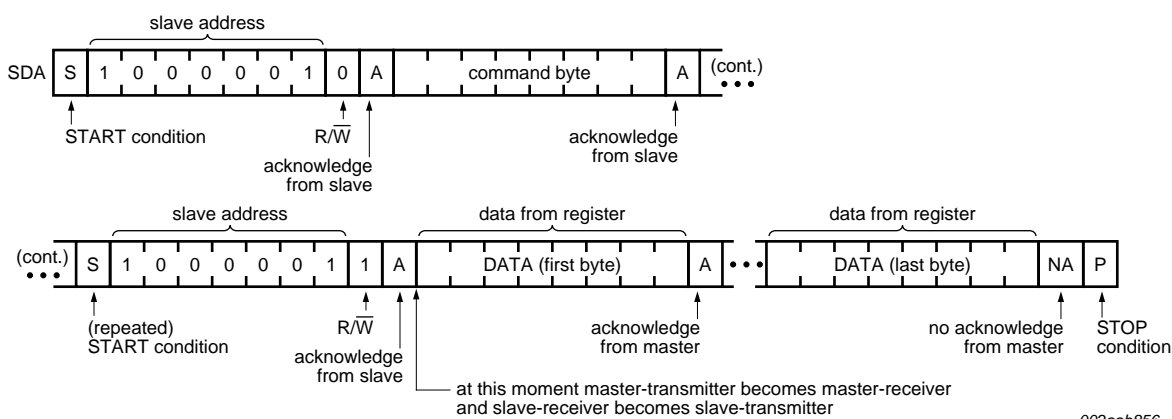 slave address
SDA S 1 0 0 0 0 0 1 0 A command byte A (cont.)
START condition R/W̅ acknowledge from slave acknowledge from slave
slave address data from register data from register
(cont.) S 1 0 0 0 0 0 1 1 A DATA (first byte) A DATA (last byte) NA P
(repeated) START condition R/W̅ acknowledge from slave acknowledge from master no acknowledge from master STOP condition
at this moment master-transmitter becomes master-receiver
and slave-receiver becomes slave-transmitter